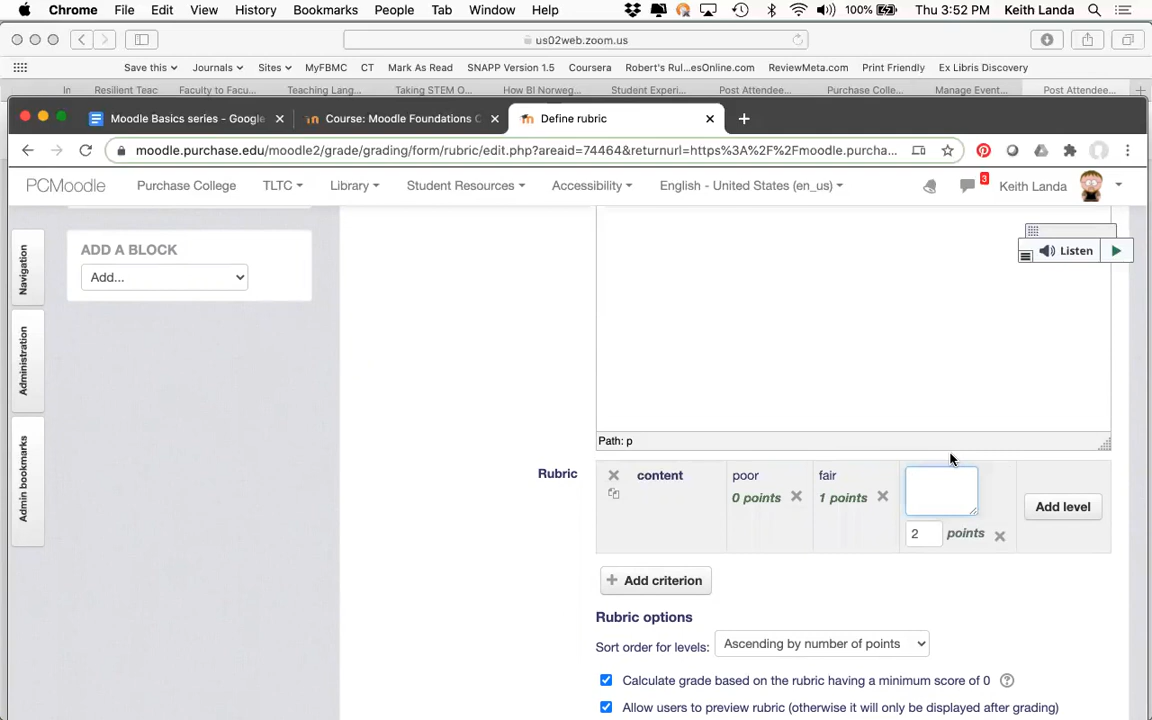 Chrome File Edit View History Bookmarks People Tab Window Help 100% Thu 3:52 PM Keith Landa
us02web.zoom.us
Save this Journals Sites MyFBMC CT Mark As Read SNAPP Version 1.5 Coursera Robert's Rul...esOnline.com ReviewMeta.com Print Friendly Ex Libris Discovery
In Resilient Teac Faculty to Facu... Teaching Lang... Taking STEM O... How BI Norweg... Student Experi... Post Attendee... Purchase Colle... Manage Event... Post Attendee...
Moodle Basics series - Google Course: Moodle Foundations C Define rubric
moodle.purchase.edu/moodle2/grade/grading/form/rubric/edit.php?areaid=74464&returnurl=https%3A%2F%2Fmoodle.purcha...
PCMoodle Purchase College TLTC Library Student Resources Accessibility English - United States (en_us) 3 Keith Landa
Navigation
Administration
Admin bookmarks
ADD A BLOCK
Add...
Listen
Path: p
Rubric
content
poor
0 points
fair
1 points
2 points
Add level
+ Add criterion
Rubric options
Sort order for levels: Ascending by number of points
Calculate grade based on the rubric having a minimum score of 0
Allow users to preview rubric (otherwise it will only be displayed after grading)